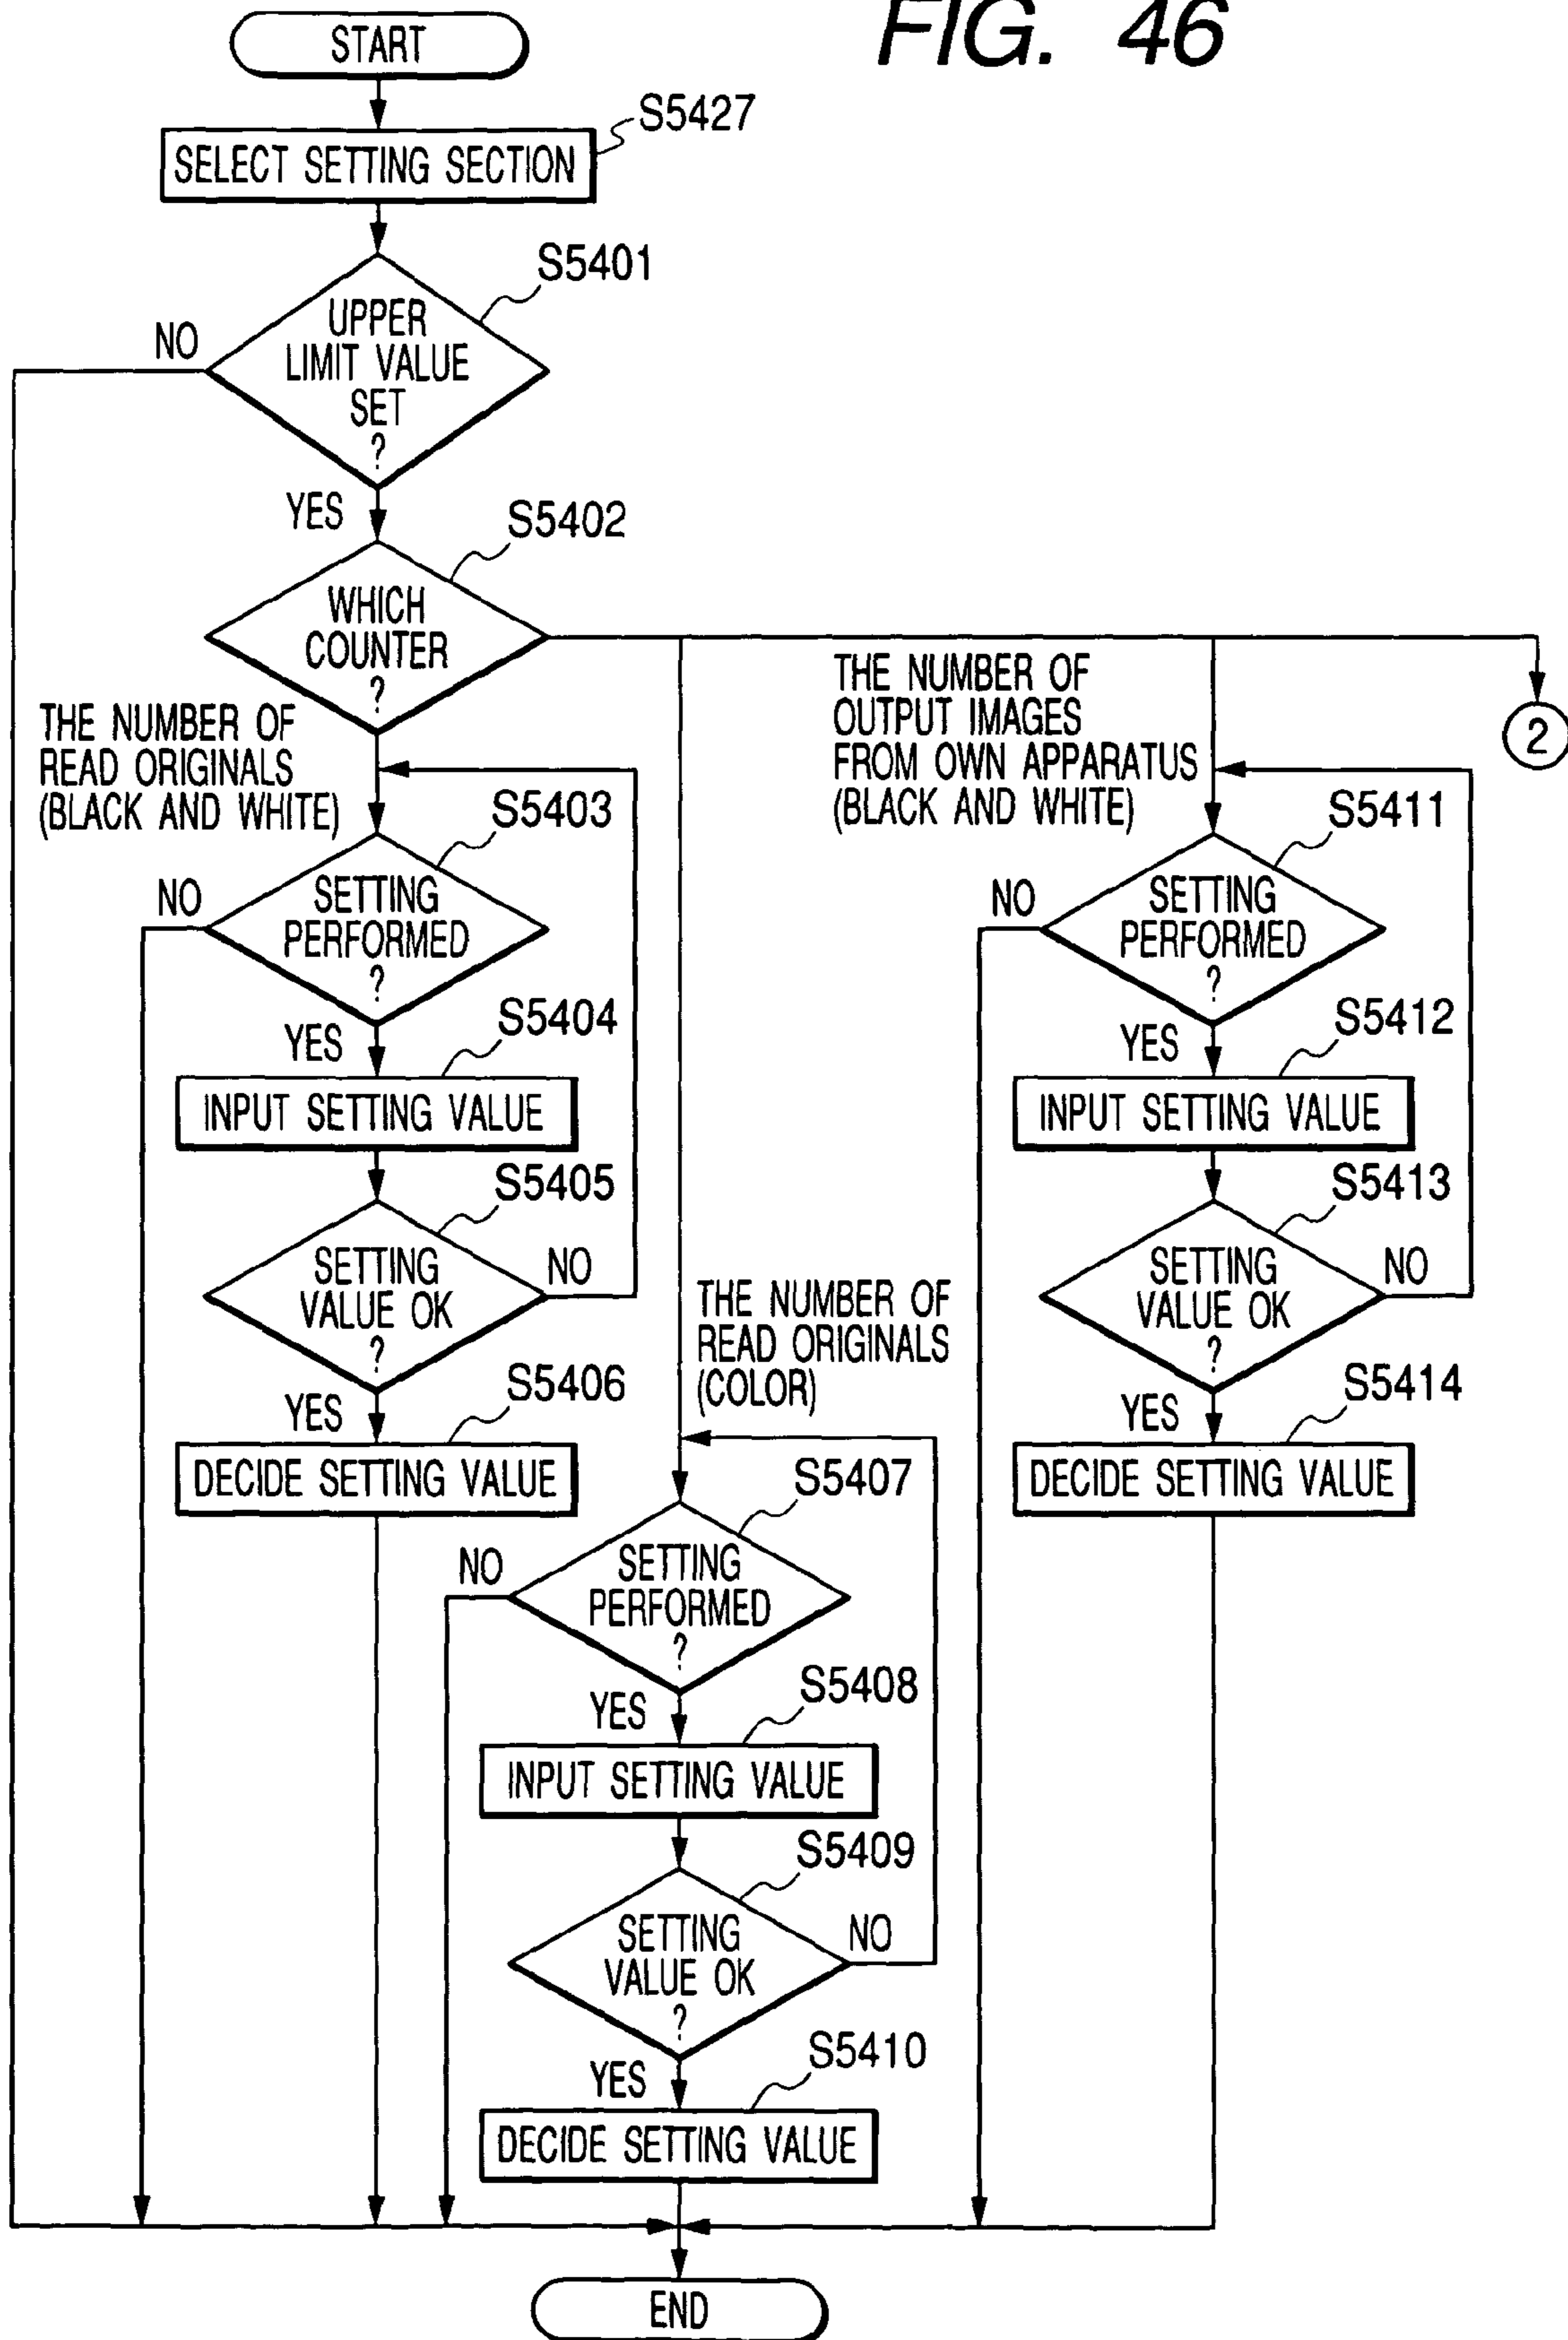 FIG. 46
START
S5427
SELECT SETTING SECTION
S5401
UPPER
LIMIT VALUE
SET
?
NO
YES
S5402
WHICH
COUNTER
?
THE NUMBER OF
READ ORIGINALS
(BLACK AND WHITE)
THE NUMBER OF
OUTPUT IMAGES
FROM OWN APPARATUS
(BLACK AND WHITE)
2
S5403
SETTING
PERFORMED
?
NO
YES
S5404
INPUT SETTING VALUE
S5405
SETTING
VALUE OK
?
NO
YES
S5406
DECIDE SETTING VALUE
THE NUMBER OF
READ ORIGINALS
(COLOR)
S5407
SETTING
PERFORMED
?
NO
YES
S5408
INPUT SETTING VALUE
S5409
SETTING
VALUE OK
?
NO
YES
S5410
DECIDE SETTING VALUE
S5411
SETTING
PERFORMED
?
NO
YES
S5412
INPUT SETTING VALUE
S5413
SETTING
VALUE OK
?
NO
YES
S5414
DECIDE SETTING VALUE
END